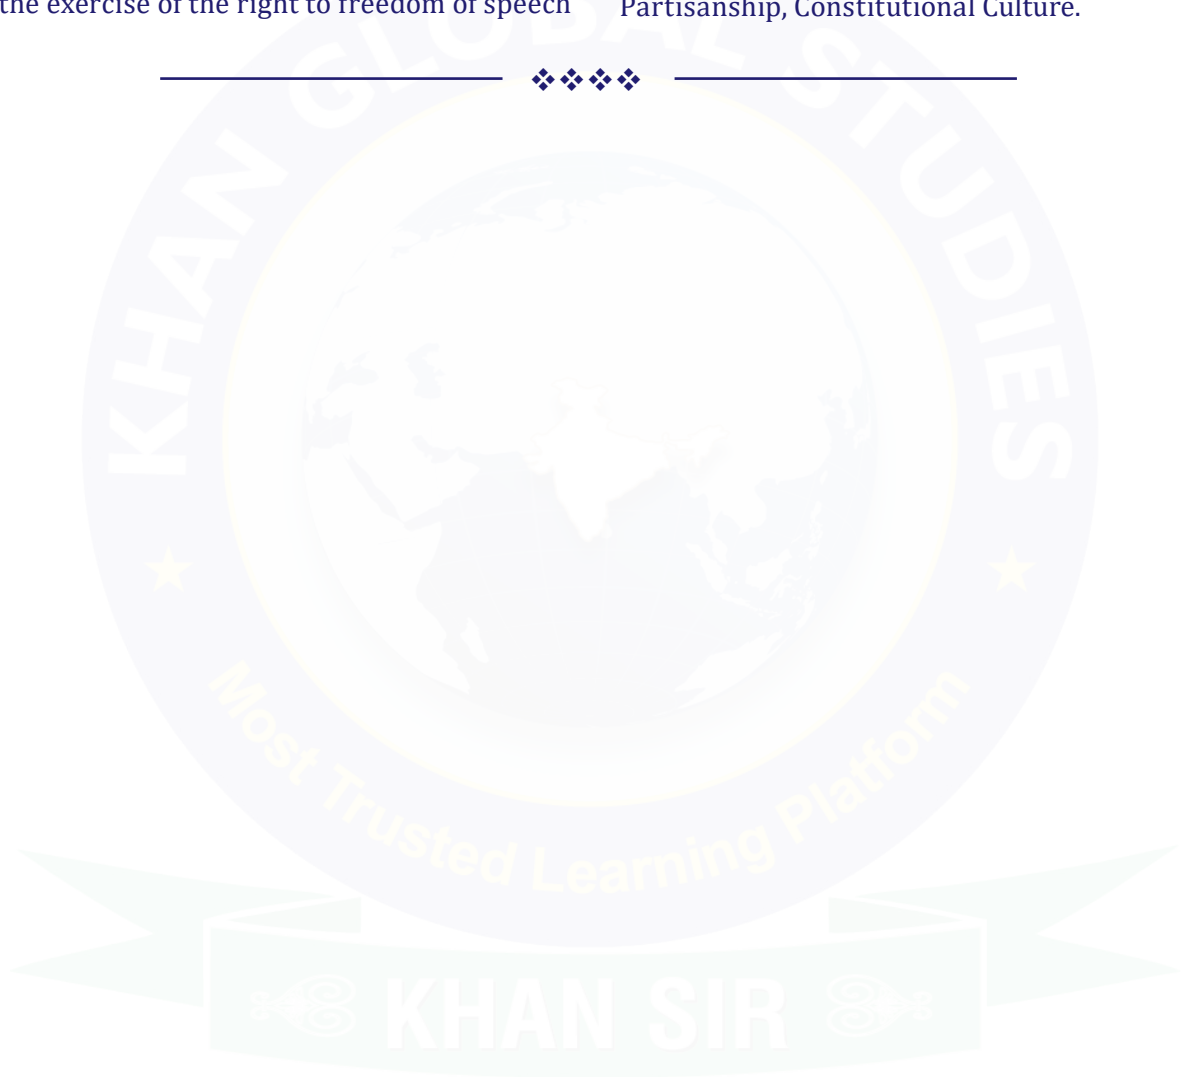 the exercise of the right to freedom of speech
Partisanship, Constitutional Culture.
KHAN GLOBAL STUDIES
Most Trusted Learning Platform
KHAN SIR